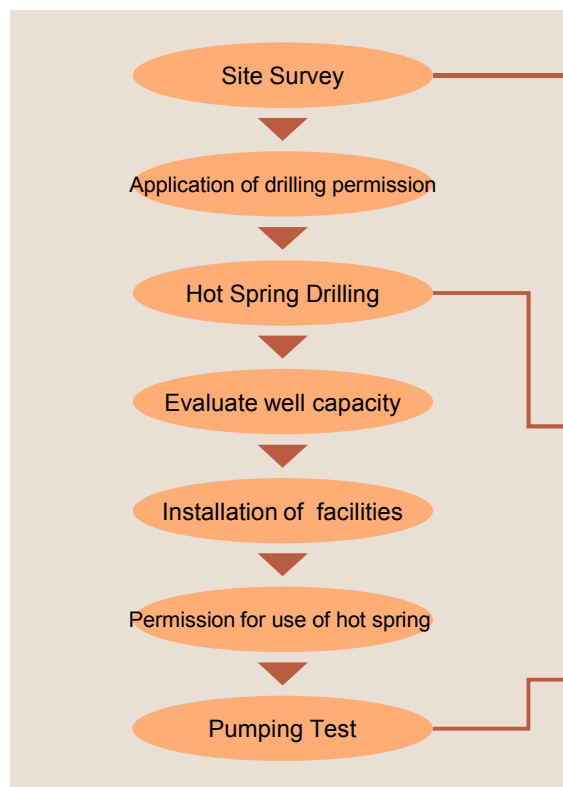 Site Survey
Application of drilling permission
Hot Spring Drilling
Evaluate well capacity
Installation of  facilities
Permission for use of hot spring
Pumping Test